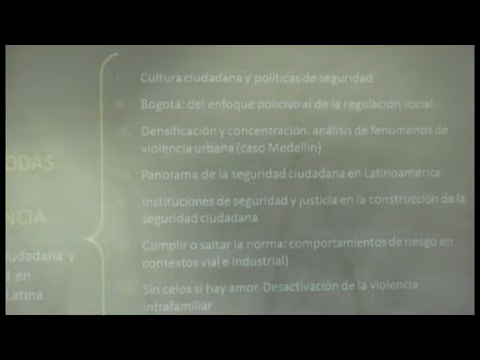 Cultura ciudadana y políticas de seguridad
Bogotá: del enfoque policivo al de la regulación social
Densificación y concentración: análisis de fenómenos de
violencia urbana (caso Medellín)
Panorama de la seguridad ciudadana en Latinoamérica
Instituciones de seguridad y justicia en la construcción de la
seguridad ciudadana
Cumplir o saltar la norma: comportamientos de riesgo en
contextos vial e industrial)
Sin celos sí hay amor. Desactivación de la violencia
intrafamiliar.
ODAS
NCIA
udadana y
d en
Latina